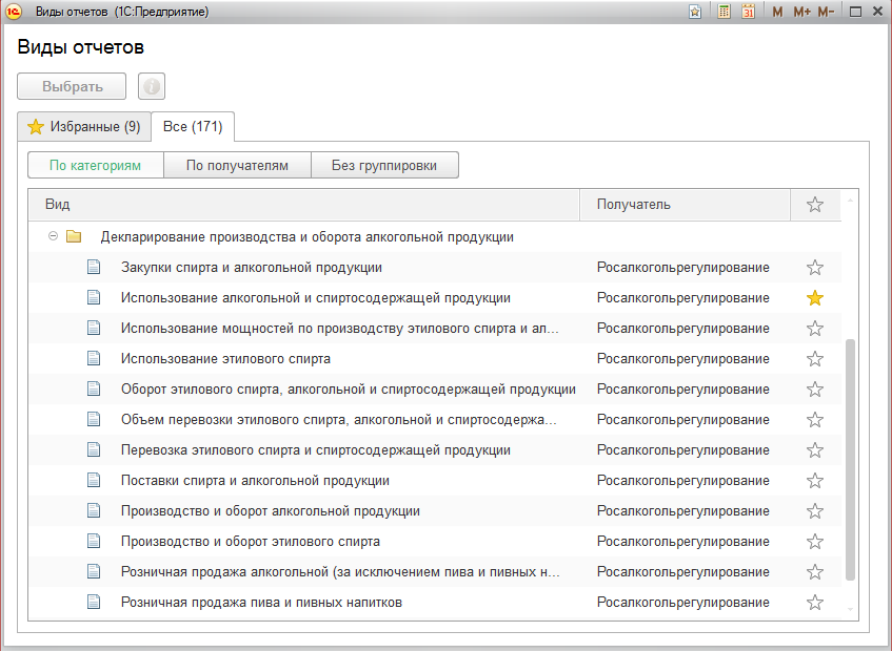 Виды отчетов (1С:Предприятие)
31 M M+ M-
Виды отчетов
Выбрать
Избранные (9) Все (171)
По категориям По получателям Без группировки
Вид Получатель
Декларирование производства и оборота алкогольной продукции
Закупки спирта и алкогольной продукции Росалкогольрегулирование
Использование алкогольной и спиртосодержащей продукции Росалкогольрегулирование
Использование мощностей по производству этилового спирта и ал... Росалкогольрегулирование
Использование этилового спирта Росалкогольрегулирование
Оборот этилового спирта, алкогольной и спиртосодержащей продукции Росалкогольрегулирование
Объем перевозки этилового спирта, алкогольной и спиртосодержа... Росалкогольрегулирование
Перевозка этилового спирта и спиртосодержащей продукции Росалкогольрегулирование
Поставки спирта и алкогольной продукции Росалкогольрегулирование
Производство и оборот алкогольной продукции Росалкогольрегулирование
Производство и оборот этилового спирта Росалкогольрегулирование
Розничная продажа алкогольной (за исключением пива и пивных н... Росалкогольрегулирование
Розничная продажа пива и пивных напитков Росалкогольрегулирование